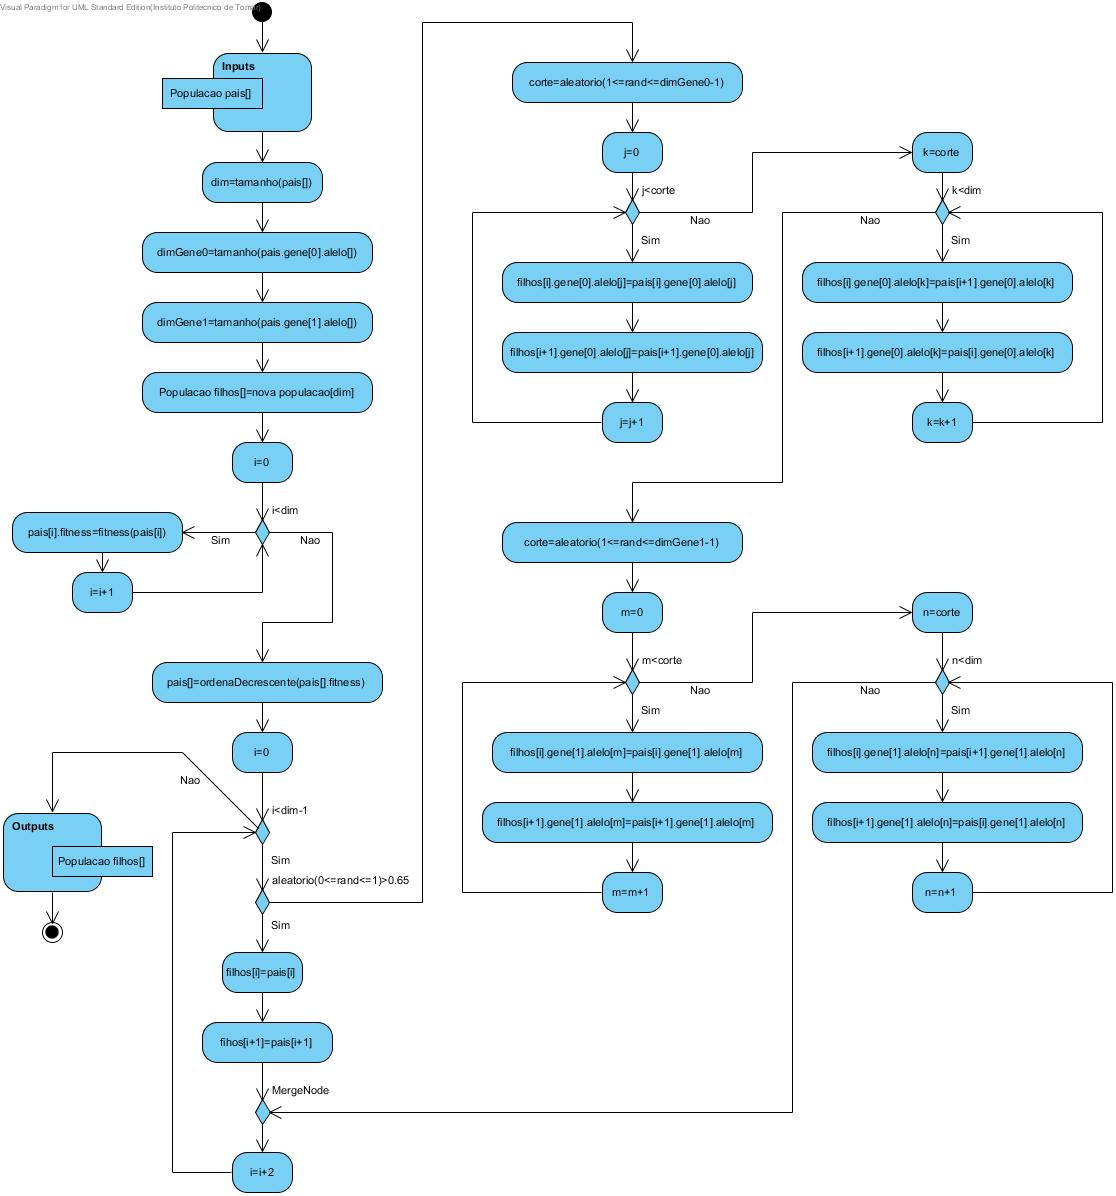 Visual Paradigm for UML Standard Edition(Instituto Politecnico de Tomar)
Inputs
Populacao pais[]
dim=tamanho(pais[])
dimGene0=tamanho(pais.gene[0].alelo[])
dimGene1=tamanho(pais.gene[1].alelo[])
Populacao filhos[]=nova populacao[dim]
i=0
i<dim
Sim
Nao
pais[i].fitness=fitness(pais[i])
i=i+1
pais[]=ordenaDecrescente(pais[].fitness)
i=0
i<dim-1
Nao
Outputs
Populacao filhos[]
Sim
aleatorio(0<=rand<=1)>0.65
Sim
filhos[i]=pais[i]
fihos[i+1]=pais[i+1]
MergeNode
i=i+2
corte=aleatorio(1<=rand<=dimGene0-1)
j=0
j<corte
Nao
Sim
filhos[i].gene[0].alelo[j]=pais[i].gene[0].alelo[j]
filhos[i+1].gene[0].alelo[j]=pais[i+1].gene[0].alelo[j]
j=j+1
k=corte
k<dim
Nao
Sim
filhos[i].gene[0].alelo[k]=pais[i+1].gene[0].alelo[k]
filhos[i+1].gene[0].alelo[k]=pais[i].gene[0].alelo[k]
k=k+1
corte=aleatorio(1<=rand<=dimGene1-1)
m=0
m<corte
Nao
Sim
filhos[i].gene[1].alelo[m]=pais[i].gene[1].alelo[m]
filhos[i+1].gene[1].alelo[m]=pais[i+1].gene[1].alelo[m]
m=m+1
n=corte
n<dim
Nao
Sim
filhos[i].gene[1].alelo[n]=pais[i+1].gene[1].alelo[n]
filhos[i+1].gene[1].alelo[n]=pais[i].gene[1].alelo[n]
n=n+1